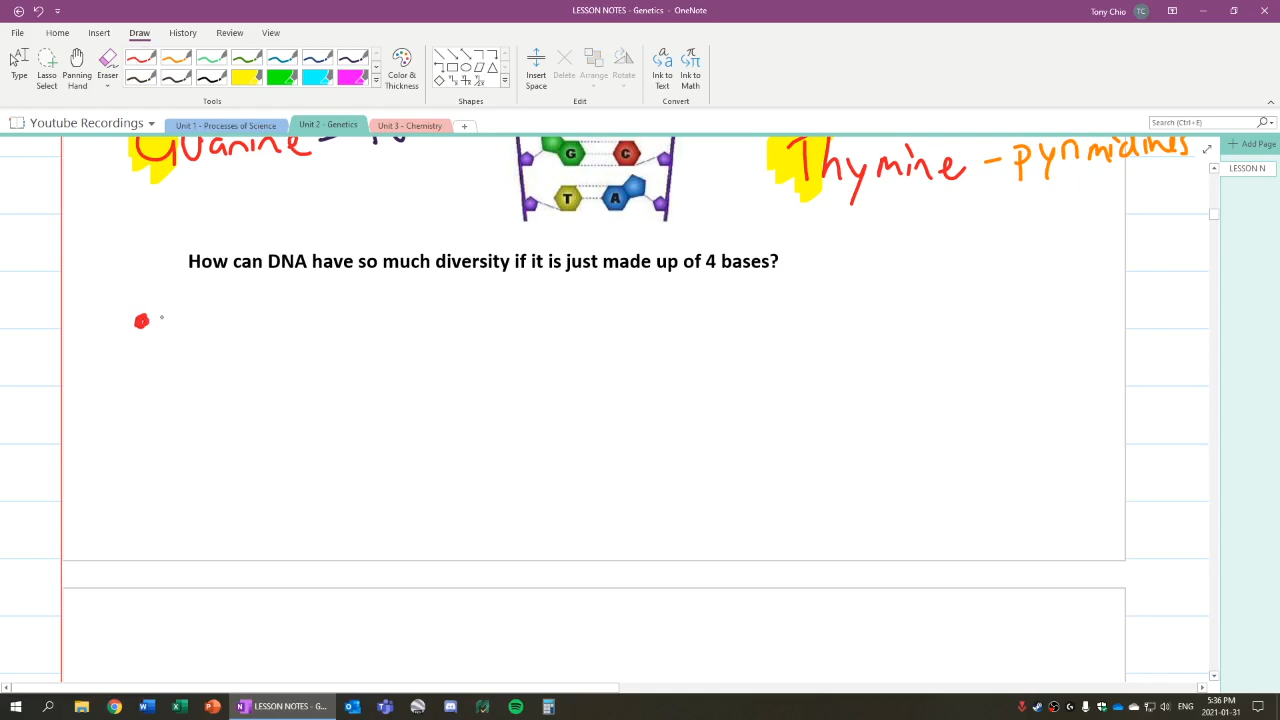 LESSON NOTES - Genetics - OneNote
Tony Chio TC
File Home Insert Draw History Review View
Type Lasso Select Panning Hand Eraser Color & Thickness Insert Space Delete Arrange Rotate Ink to Text Ink to Math
Tools Shapes Edit Convert
Youtube Recordings Unit 1 - Processes of Science Unit 2 - Genetics Unit 3 - Chemistry Search (Ctrl+E)
Add Page
LESSON N
Guanine
Thymine - pyrimidines
G C
T A
How can DNA have so much diversity if it is just made up of 4 bases?
LESSON NOTES - G...
ENG
5:36 PM
2021-01-31